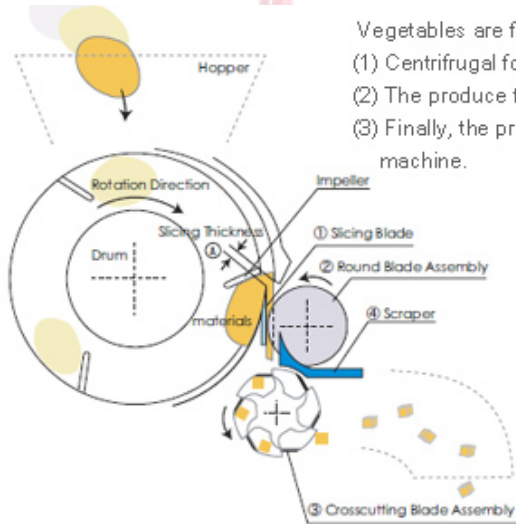 Vegetables are f
Hopper
(1) Centrifugal fo
(2) The produce f
(3) Finally, the pr
machine.
Rotation Direction
Impeller
Slicing Thickness
Ⓐ
① Slicing Blade
Drum
② Round Blade Assembly
materials
④ Scraper
③ Crosscutting Blade Assembly